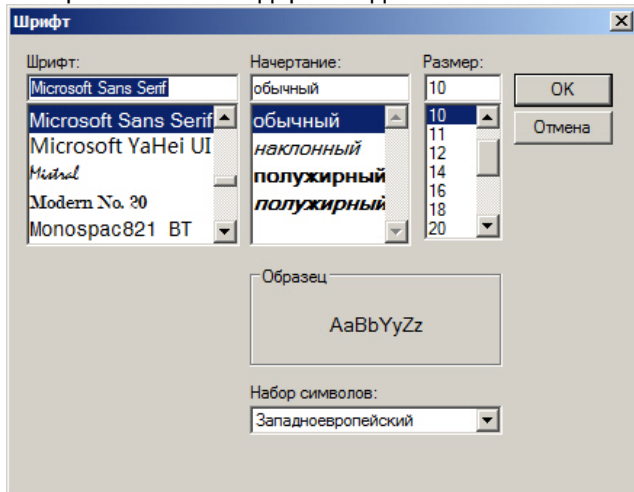 Шрифт
Шрифт:
Начертание:
Размер:
Microsoft Sans Serif
обычный
10
OK
Отмена
Microsoft Sans Serif
Microsoft YaHei UI
Mistral
Modern No. 20
Monospac821 BT
обычный
наклонный
полужирный
полужирный
10
11
12
14
16
18
20
Образец
AaBbYyZz
Набор символов:
Западноевропейский